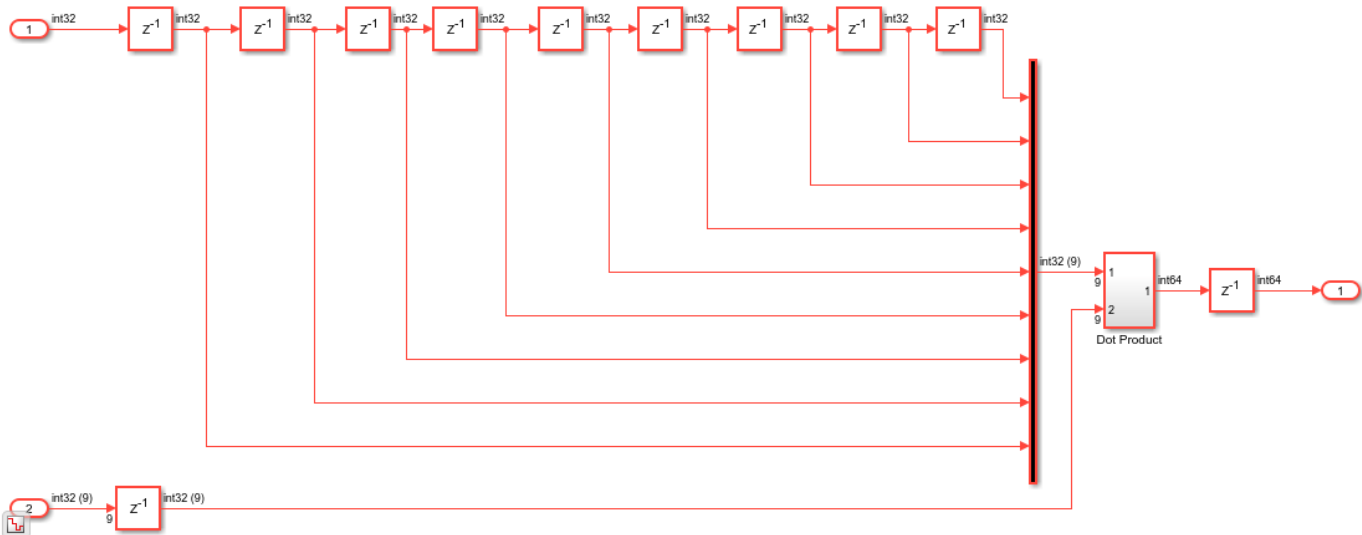 int32 int32 int32 int32 int32 int32 int32 int32 int32 int32
1 z-1 z-1 z-1 z-1 z-1 z-1 z-1 z-1 z-1
int32 (9)
1 int64 int64
9 1 z-1 1
2
9
Dot Product
int32 (9) int32 (9)
2 z-1
9